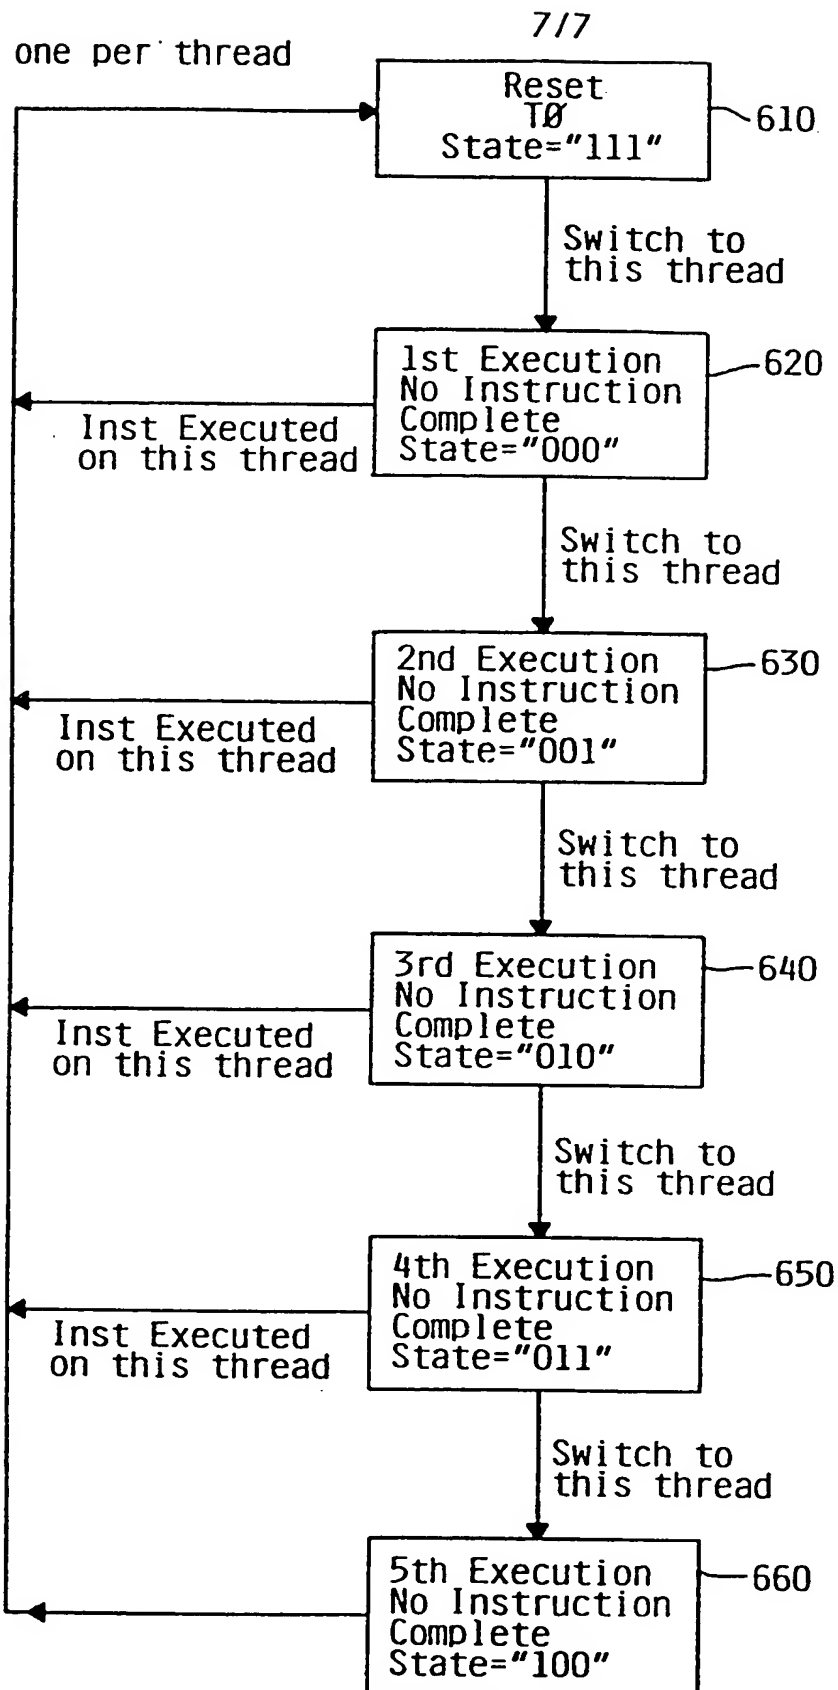 7/7
one per thread
Reset
TØ
State="111"
610
Switch to
this thread
1st Execution
No Instruction
Complete
State="000"
620
Inst Executed
on this thread
Switch to
this thread
2nd Execution
No Instruction
Complete
State="001"
630
Inst Executed
on this thread
Switch to
this thread
3rd Execution
No Instruction
Complete
State="010"
640
Inst Executed
on this thread
Switch to
this thread
4th Execution
No Instruction
Complete
State="011"
650
Inst Executed
on this thread
Switch to
this thread
5th Execution
No Instruction
Complete
State="100"
660